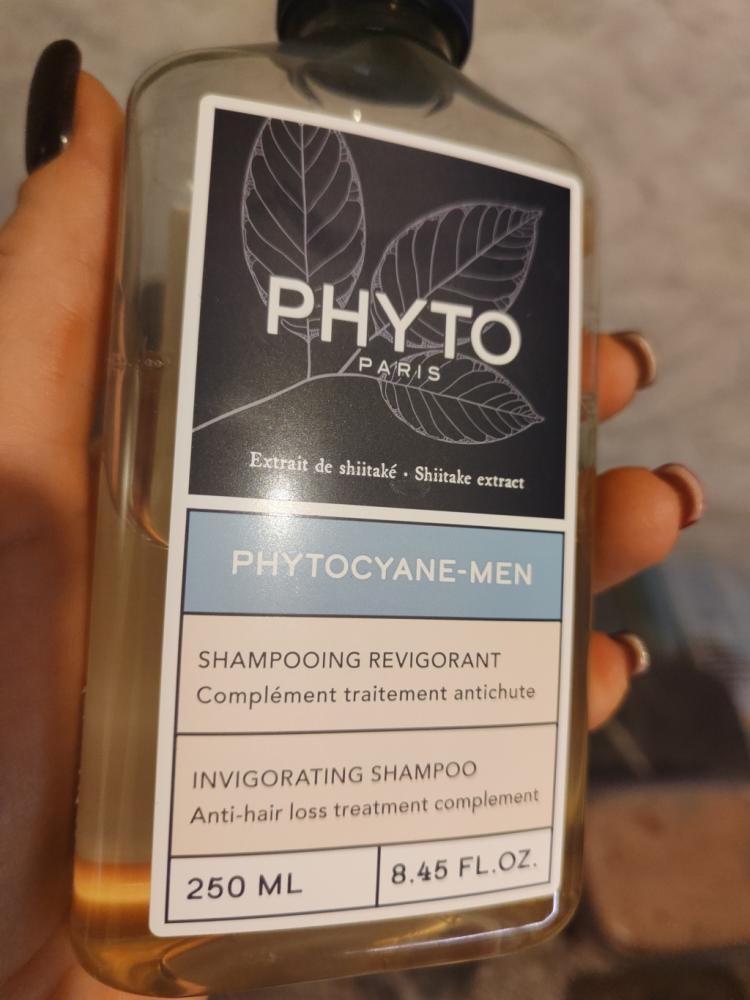 PHYTO
PARIS
Extrait de shiitaké · Shiitake extract
PHYTOCYANE-MEN
SHAMPOOING REVIGORANT
Complément traitement antichute
INVIGORATING SHAMPOO
Anti-hair loss treatment complement
250 ML
8.45 FL.OZ.